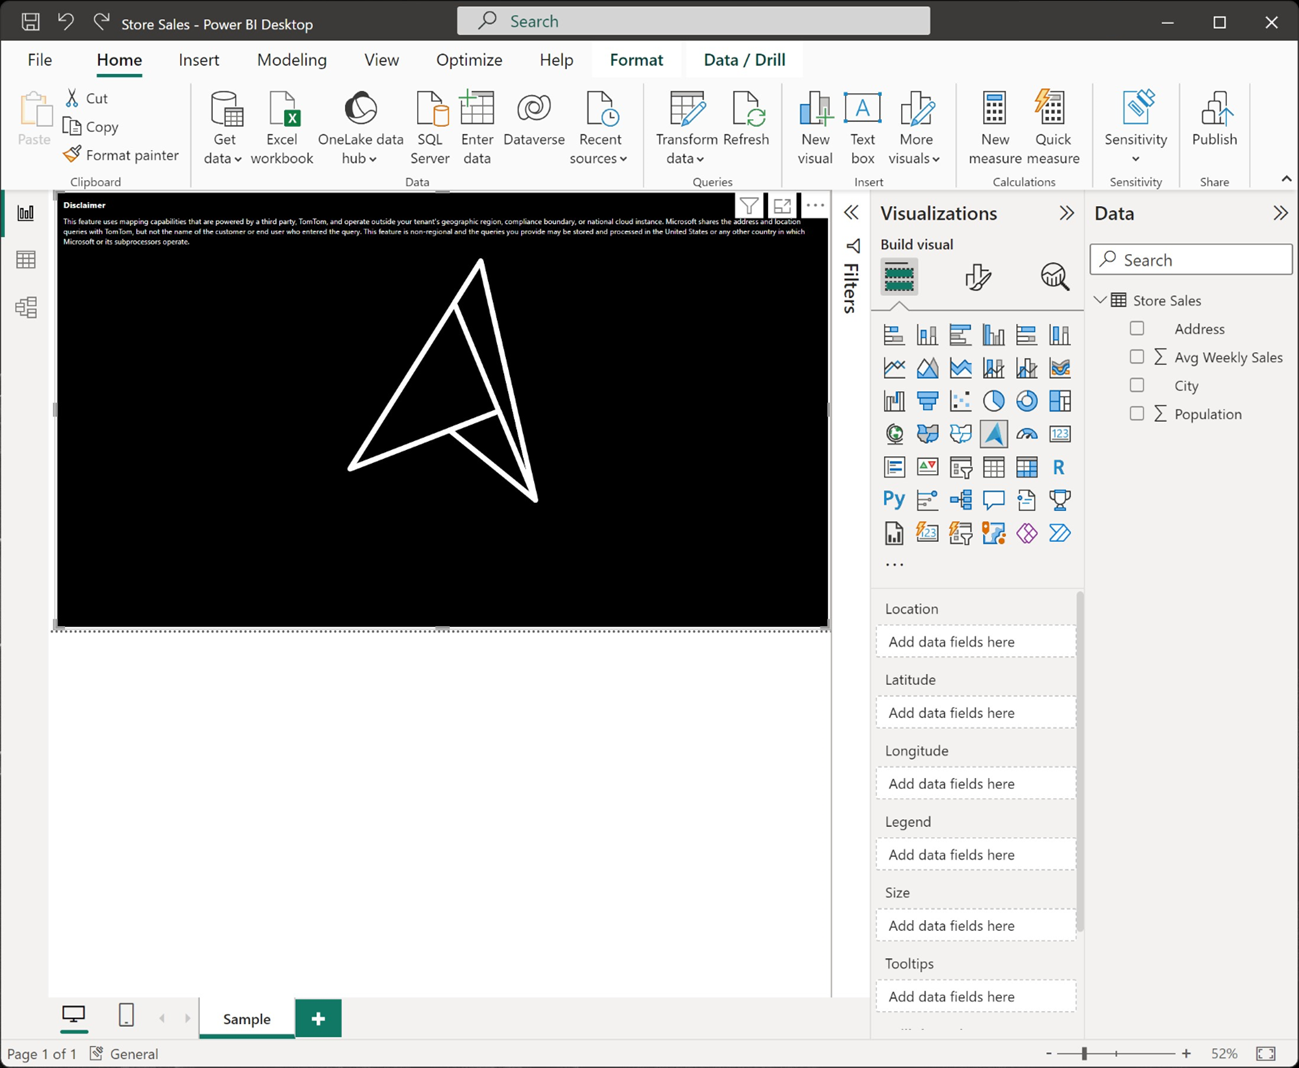 Store Sales - Power BI Desktop
Search
File
Home
Insert
Modeling
View
Optimize
Help
Format
Data / Drill
Paste
Cut
Copy
Format painter
Clipboard
Get
data
Excel
workbook
OneLake data
hub
SQL
Server
Enter
data
Dataverse
Recent
sources
Data
Transform
data
Refresh
Queries
New
visual
A
Text
box
More
visuals
Insert
New
measure
Quick
measure
Calculations
Sensitivity
Sensitivity
Publish
Share
Disclaimer
This feature uses mapping capabilities that are powered by a third party, TomTom, and operate outside your tenant's geographic region, compliance boundary, or national cloud instance. Microsoft shares the address and location
queries with TomTom, but not the name of the customer or end user who entered the query. This feature is non-regional and the queries you provide may be stored and processed in the United States or any other country in which
Microsoft or its subprocessors operate.
Filters
Visualizations
Build visual
123
R
Py
123
Location
Add data fields here
Latitude
Add data fields here
Longitude
Add data fields here
Legend
Add data fields here
Size
Add data fields here
Tooltips
Add data fields here
Data
Search
Store Sales
Address
∑ Avg Weekly Sales
City
∑ Population
Sample
Page 1 of 1
General
- + 52%